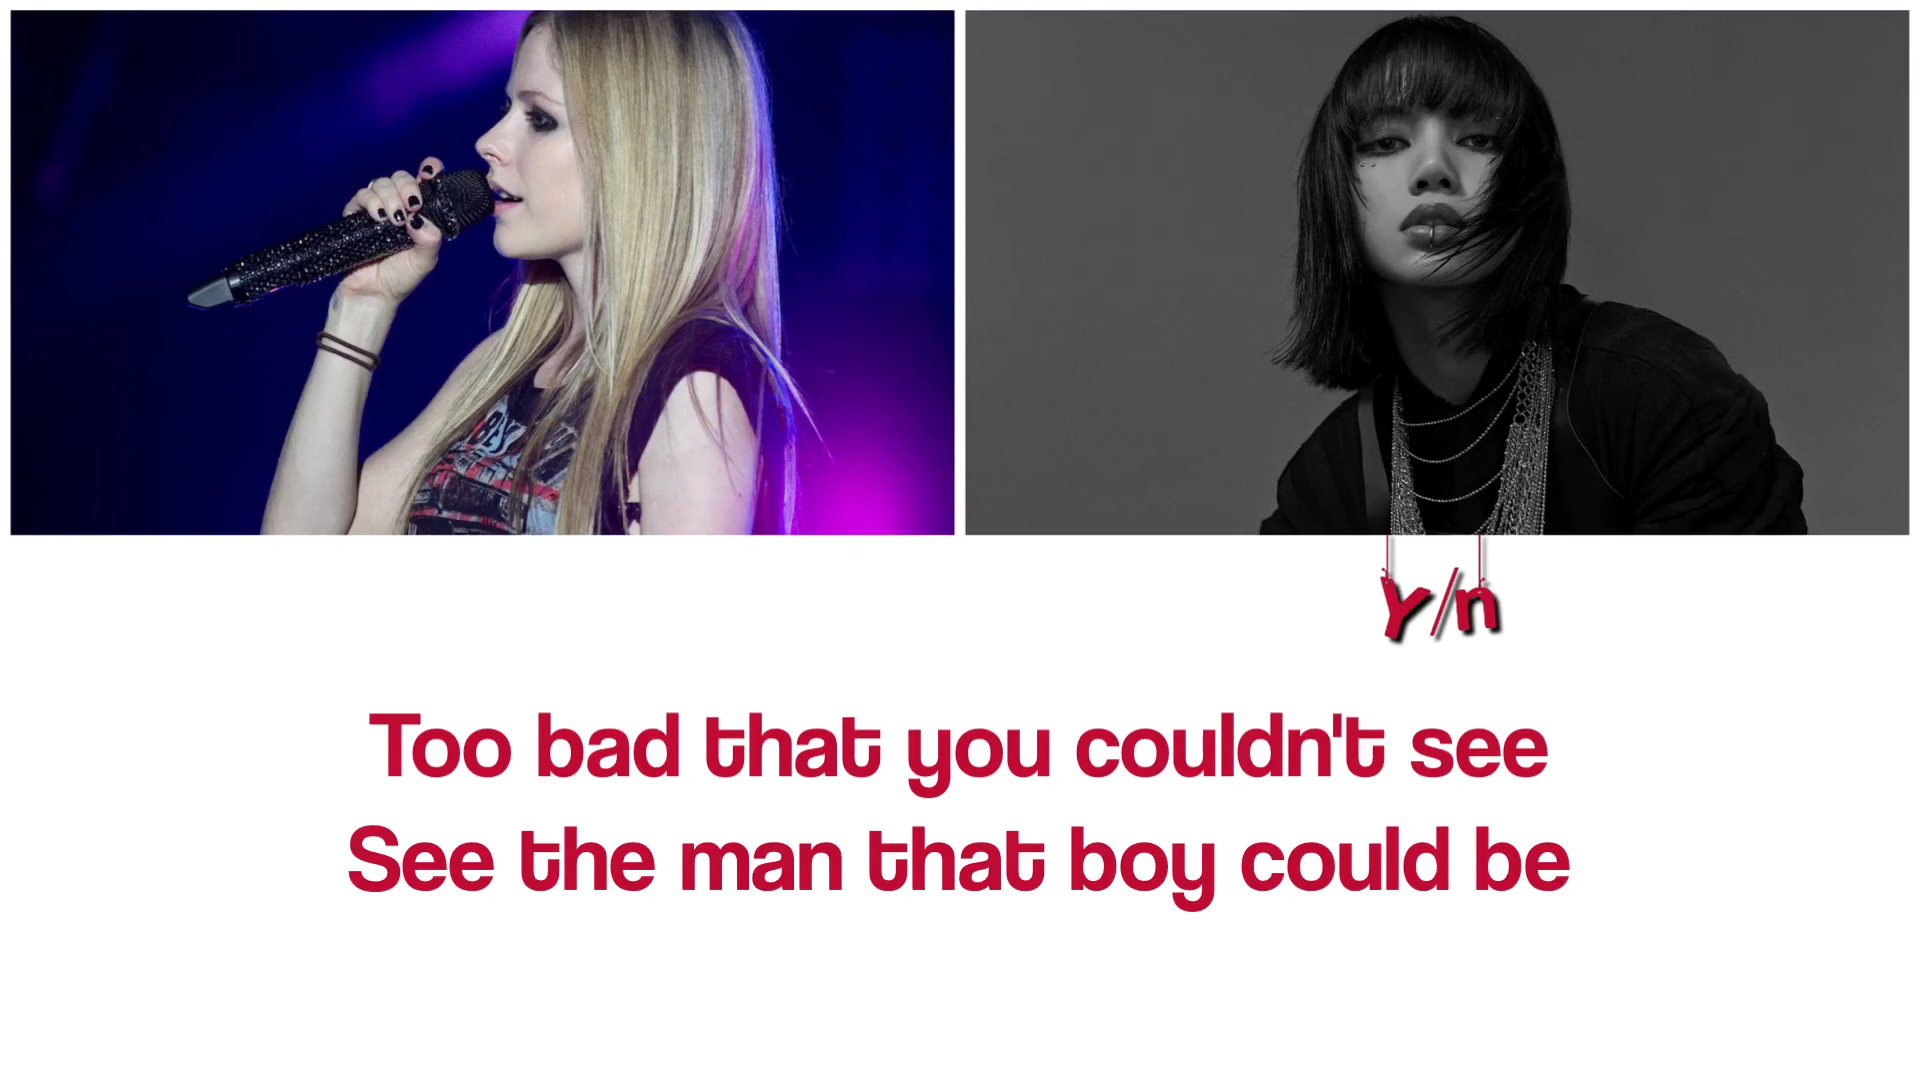 Y/n
Too bad that you couldn't see
See the man that boy could be